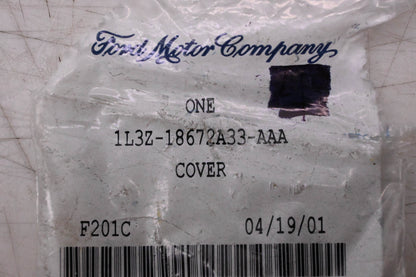 Ford Motor Company
ONE
1L3Z-18672A33-AAA
COVER
F201C 04/19/01